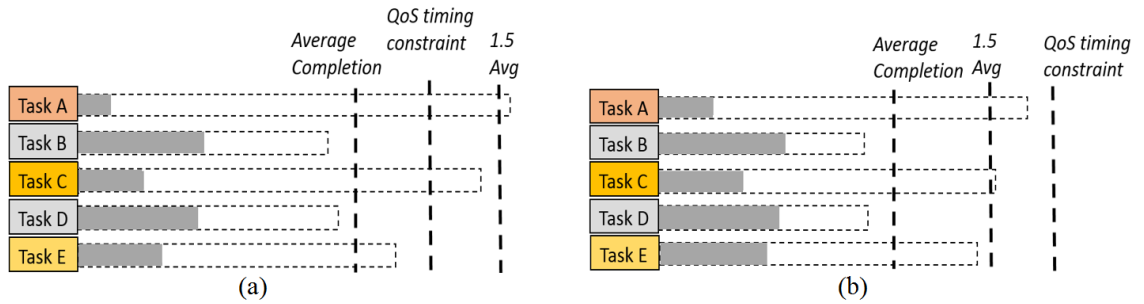 QoS timing
constraint
1.5
Avg
Average
Completion
Task A
Task B
Task C
Task D
Task E
(a)
Average
Completion
1.5
Avg
QoS timing
constraint
Task A
Task B
Task C
Task D
Task E
(b)